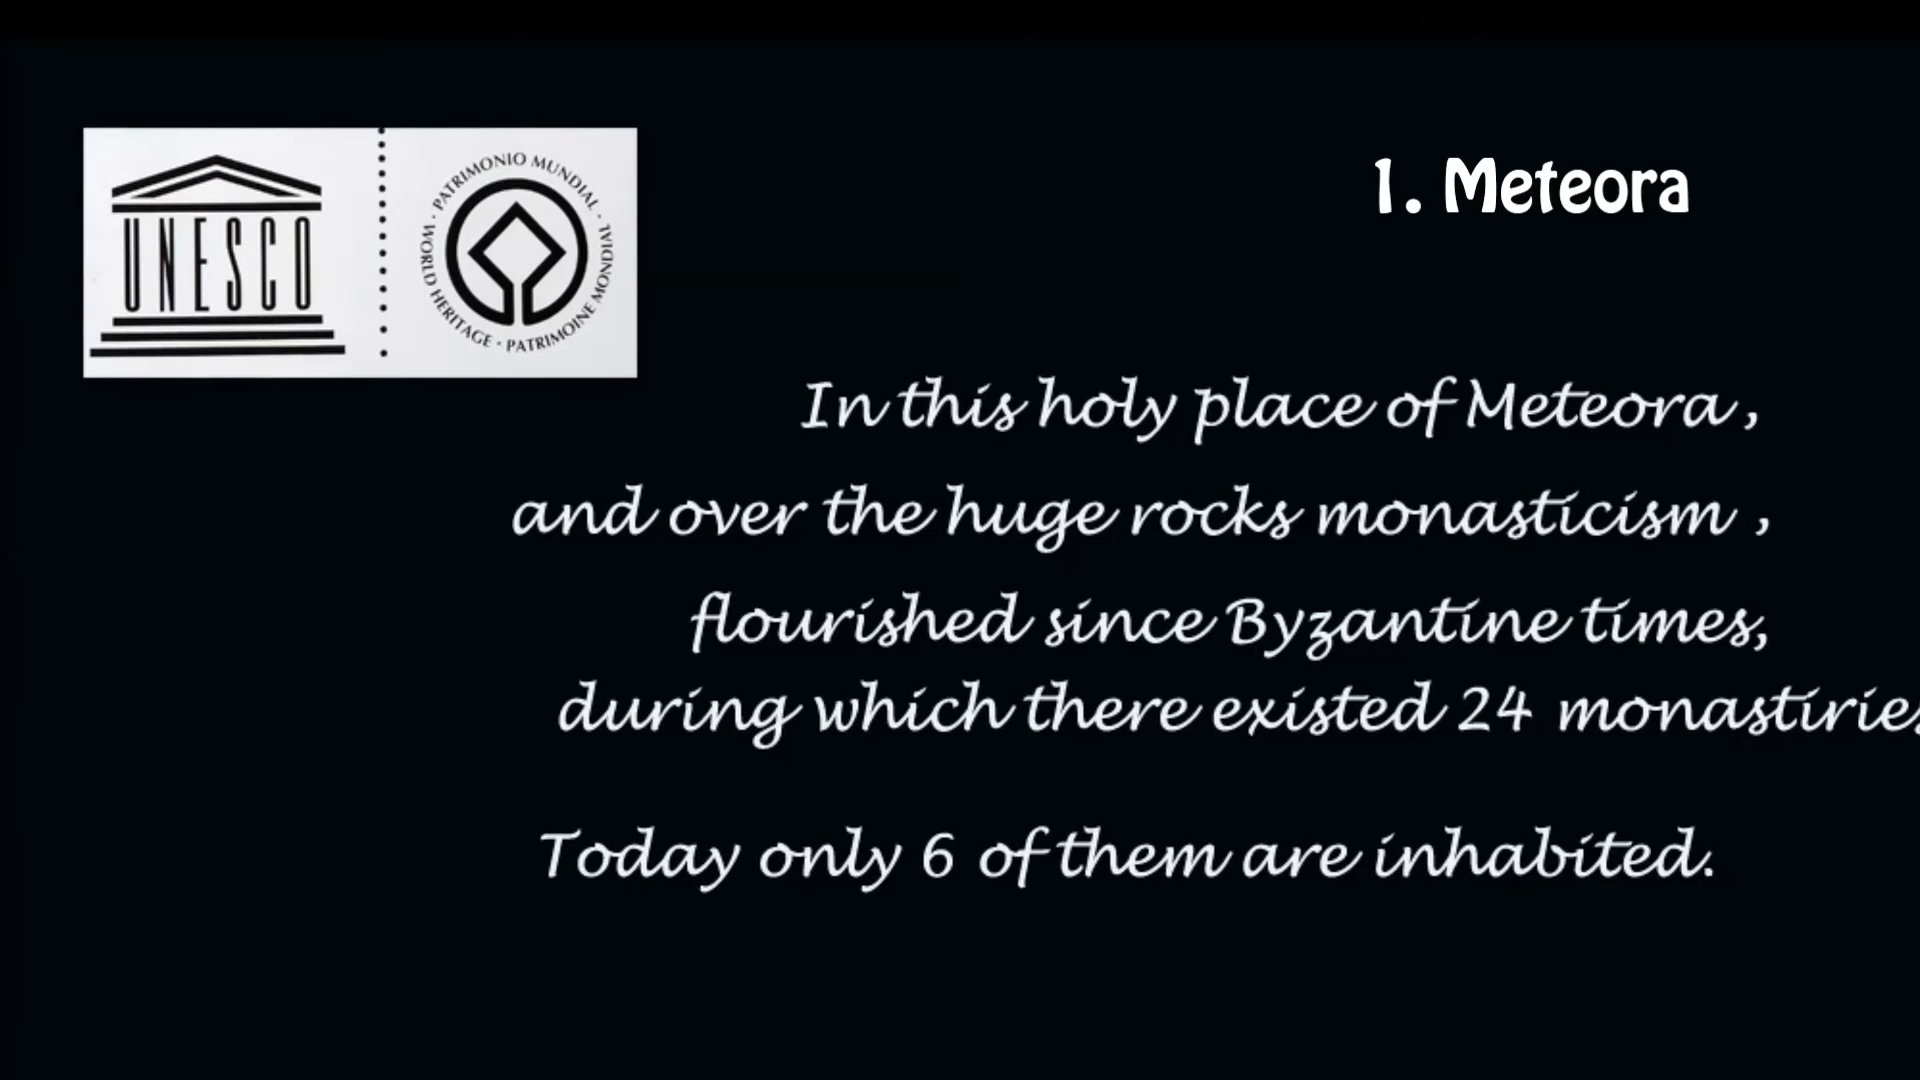 UNESCO
· PATRIMONIO MUNDIAL · WORLD HERITAGE · PATRIMOINE MONDIAL
1. Meteora
In this holy place of Meteora ,
and over the huge rocks monasticism ,
flourished since Byzantine times,
during which there existed 24 monastiries
Today only 6 of them are inhabited.